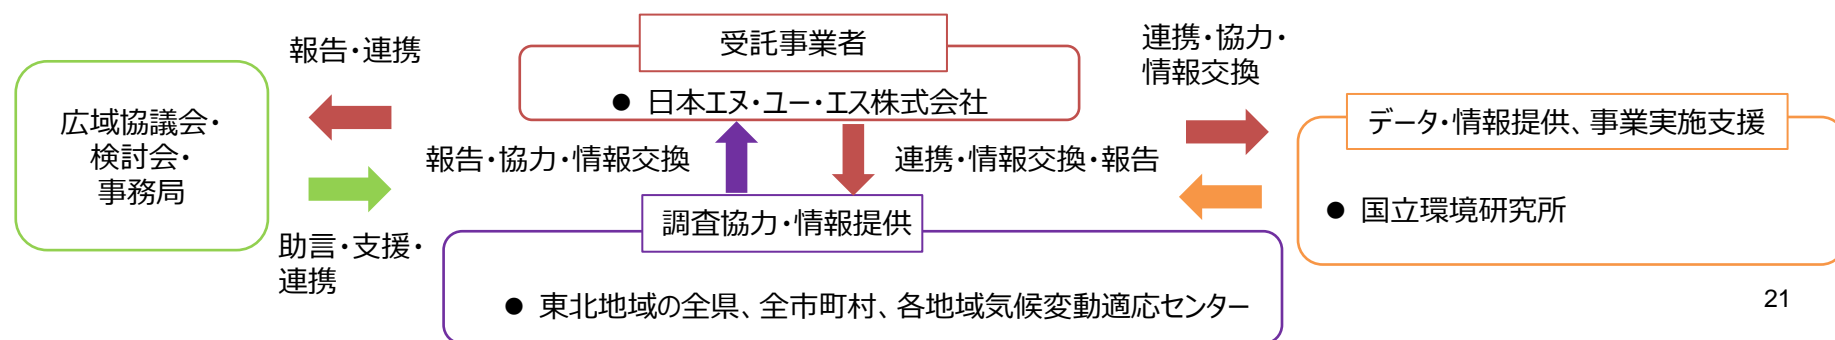 報告・連携
広域協議会・
検討会・
事務局
助言・支援・
連携
受託事業者
● 日本エヌ・ユー・エス株式会社
報告・協力・情報交換
連携・情報交換・報告
調査協力・情報提供
● 東北地域の全県、全市町村、各地域気候変動適応センター
連携・協力・
情報交換
データ・情報提供、事業実施支援
● 国立環境研究所
21